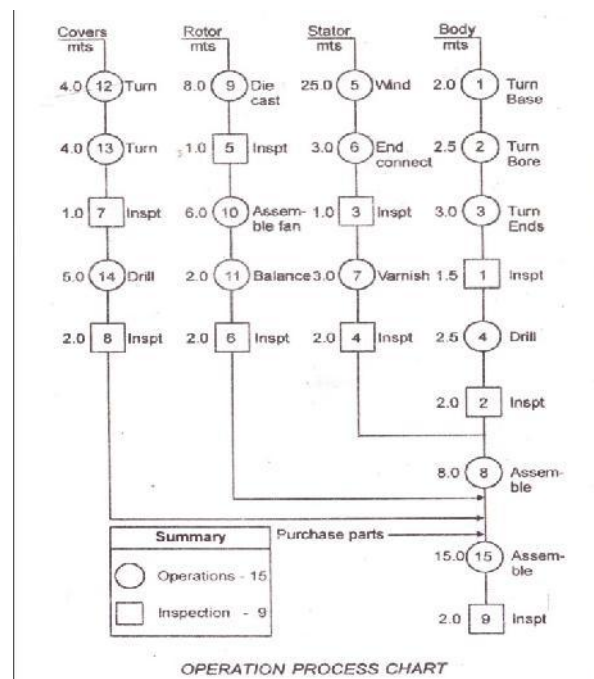 Covers
mts
Rotor
mts
Stator
mts
Body
mts
4.0 12 Turn
8.0 9 Die
cast
25.0 5 Wind
2.0 1 Turn
Base
4.0 13 Turn
1.0 5 Inspt
3.0 6 End
connect
2.5 2 Turn
Bore
1.0 7 Inspt
6.0 10 Assem-
ble fan
1.0 3 Inspt
3.0 3 Turn
Ends
5.0 14 Drill
2.0 11 Balance
3.0 7 Varnish
1.5 1 Inspt
2.0 8 Inspt
2.0 6 Inspt
2.0 4 Inspt
2.5 4 Drill
2.0 2 Inspt
8.0 8 Assem-
ble
Purchase parts
15.0 15 Assem-
ble
2.0 9 Inspt
Summary
Operations - 15
Inspection - 9
OPERATION PROCESS CHART